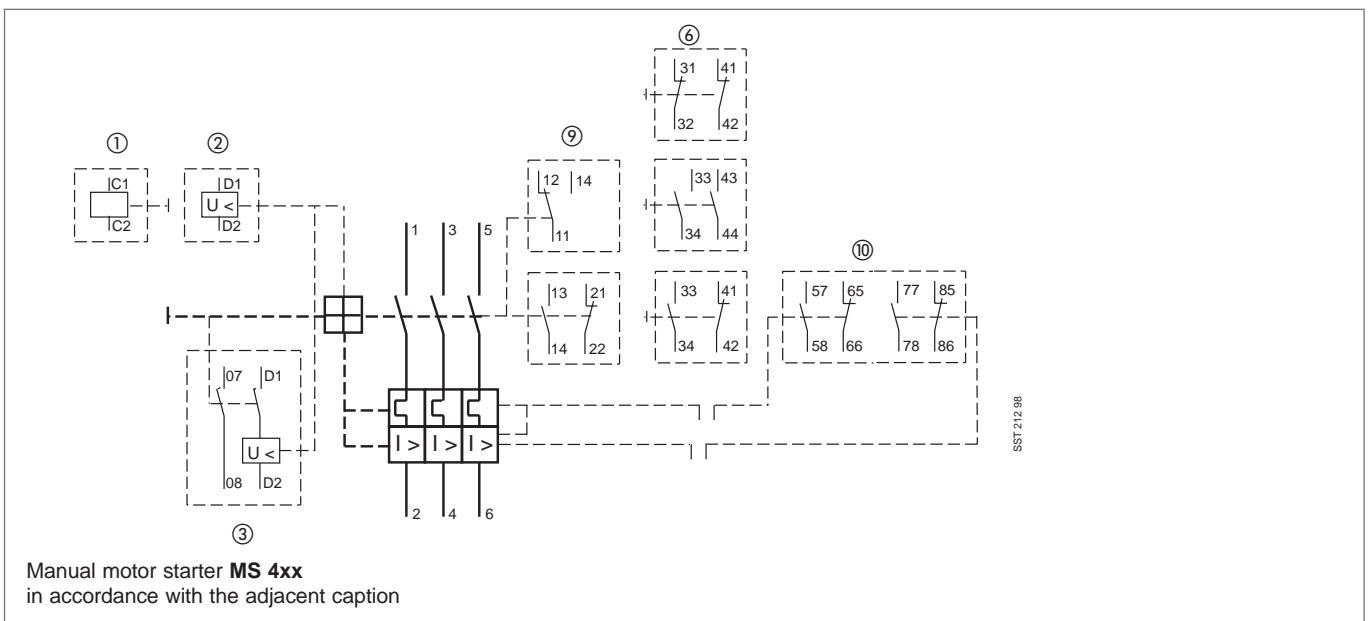 ⑥
31 41
32 42
① ② ⑨
C1 D1 12 14 33 43
U <
C2 D2 11 34 44
1 3 5
⑩
13 21 33 41 57 65 77 85
14 22 34 42 58 66 78 86
07 D1
I > I > I >
U <
08 D2
2 4 6
③
SST 212 98
Manual motor starter MS 4xx
in accordance with the adjacent caption